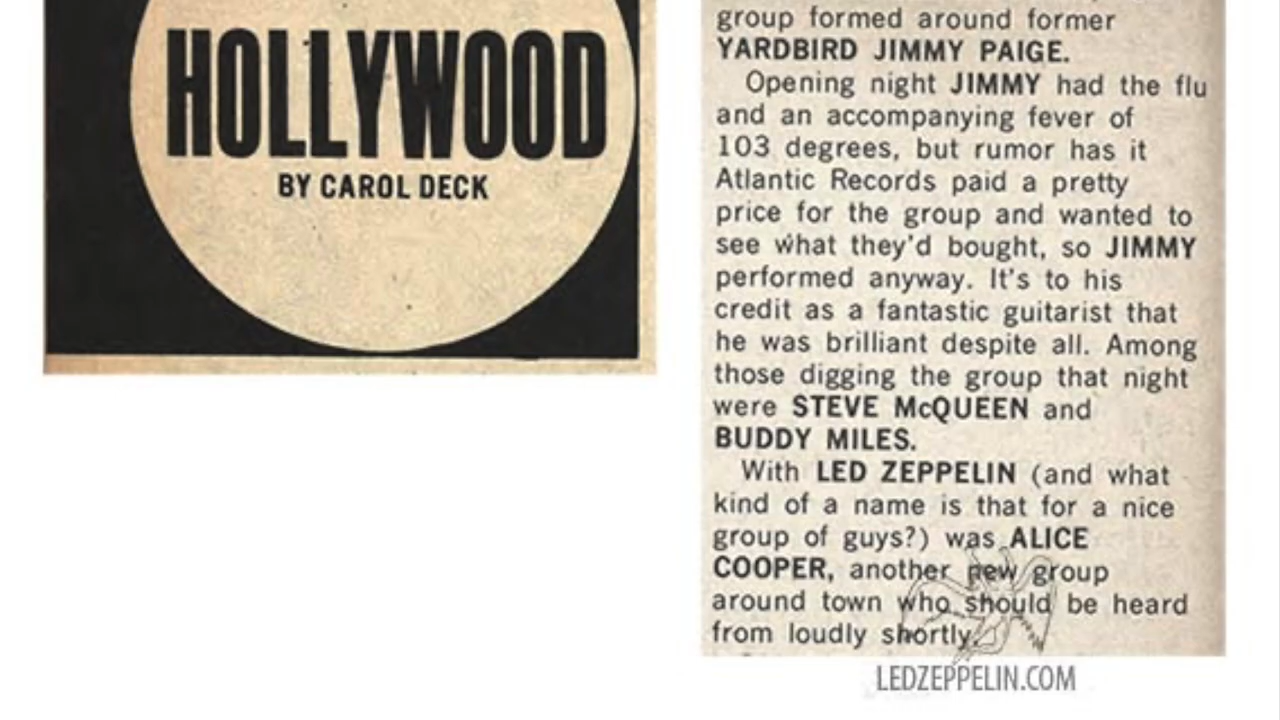 HOLLYWOOD
BY CAROL DECK
group formed around former
YARDBIRD JIMMY PAIGE.
Opening night JIMMY had the flu
and an accompanying fever of
103 degrees, but rumor has it
Atlantic Records paid a pretty
price for the group and wanted to
see what they'd bought, so JIMMY
performed anyway. It's to his
credit as a fantastic guitarist that
he was brilliant despite all. Among
those digging the group that night
were STEVE McQUEEN and
BUDDY MILES.
With LED ZEPPELIN (and what
kind of a name is that for a nice
group of guys?) was ALICE
COOPER, another new group
around town who should be heard
from loudly shortly.
LEDZEPPELIN.COM